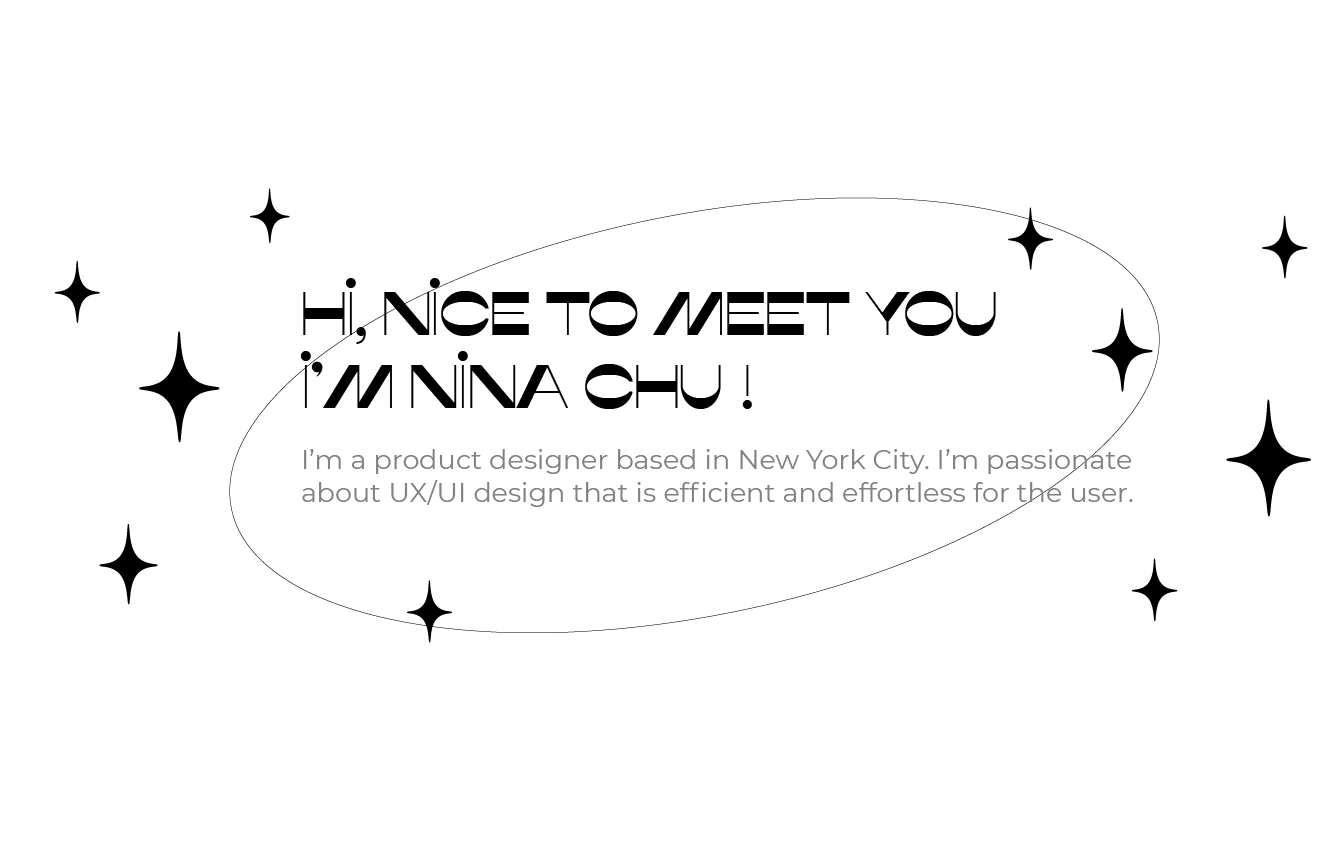 Hi, NiCE TO MEET YOU
i’M NiNA CHU !
I’m a product designer based in New York City. I’m passionate
about UX/UI design that is efficient and effortless for the user.